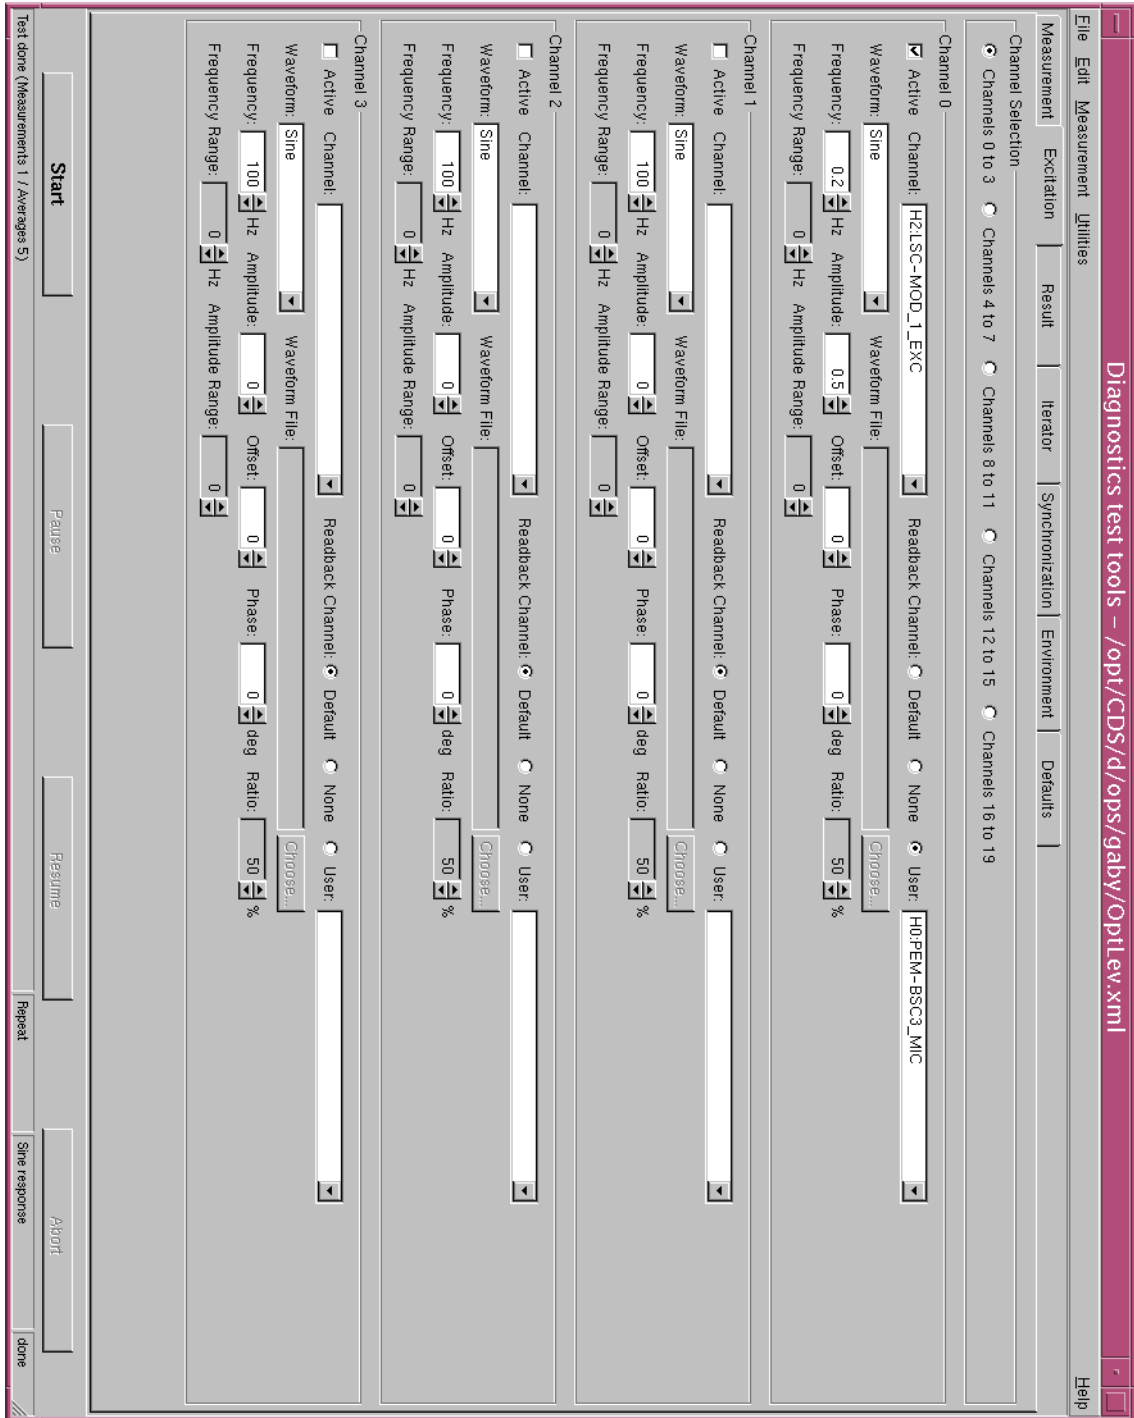 Diagnostics test tools – /opt/CDS/d/ops/gaby/OptLev.xml
File Edit Measurement Utilities Help
Measurement Excitation Result Iterator Synchronization Environment Defaults
Channel Selection
Channels 0 to 3 Channels 4 to 7 Channels 8 to 11 Channels 12 to 15 Channels 16 to 19
Channel 0
Active Channel: H2:LSC-MOD_1_EXC Readback Channel: Default None User: H0:PEM-BSC3_MIC
Waveform: Sine Waveform File: Choose...
Frequency: 0.2 Hz Amplitude: 0.5 Offset: 0 Phase: 0 deg Ratio: 50 %
Frequency Range: 0 Hz Amplitude Range: 0
Channel 1
Active Channel: Readback Channel: Default None User:
Waveform: Sine Waveform File: Choose...
Frequency: 100 Hz Amplitude: 0 Offset: 0 Phase: 0 deg Ratio: 50 %
Frequency Range: 0 Hz Amplitude Range: 0
Channel 2
Active Channel: Readback Channel: Default None User:
Waveform: Sine Waveform File: Choose...
Frequency: 100 Hz Amplitude: 0 Offset: 0 Phase: 0 deg Ratio: 50 %
Frequency Range: 0 Hz Amplitude Range: 0
Channel 3
Active Channel: Readback Channel: Default None User:
Waveform: Sine Waveform File: Choose...
Frequency: 100 Hz Amplitude: 0 Offset: 0 Phase: 0 deg Ratio: 50 %
Frequency Range: 0 Hz Amplitude Range: 0
Start Pause Resume Abort
Test done (Measurements 1 / Averages 5) Repeat Sine response done